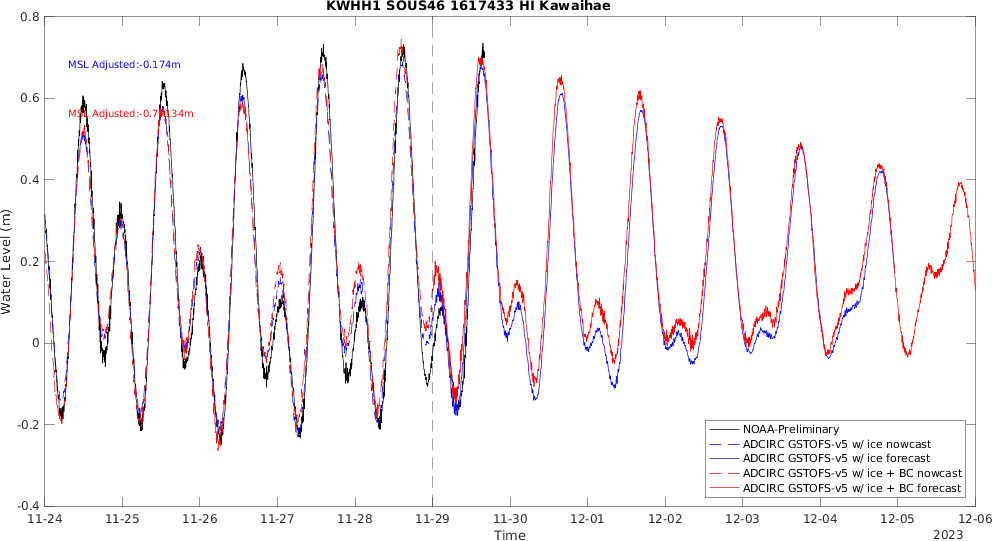 KWHH1 SOUS46 1617433 HI Kawaihae
0.8
0.6
0.4
0.2
0
-0.2
-0.4
Water Level (m)
MSL Adjusted:-0.174m
MSL
11-24
11-25
11-26
11-27
11-28
11-29
11-30
12-01
12-02
12-03
12-04
12-05
12-06
Time
2023
NOAA-Preliminary
ADCIRC GSTOFS-v5 w/ ice nowcast
ADCIRC GSTOFS-v5 w/ ice forecast
ADCIRC GSTOFS-v5 w/ ice + BC nowcast
ADCIRC GSTOFS-v5 w/ ice + BC forecast